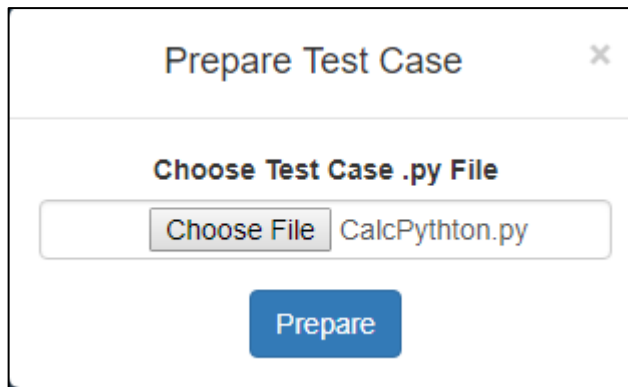 Prepare Test Case ×
Choose Test Case .py File
Choose File CalcPythton.py
Prepare